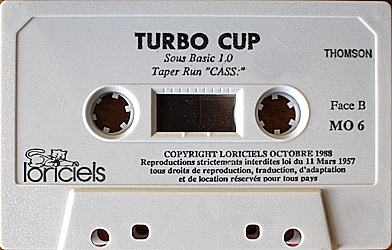 TURBO CUP
Sous Basic 1.0
Taper Run "CASS:"
THOMSON
Face B
MO 6
loriciels
COPYRIGHT LORICIELS OCTOBRE 1988
Reproductions strictements interdites loi du 11 Mars 1957
tous droits de reproduction, traduction, d'adaptation
et de location réservés pour tous pays